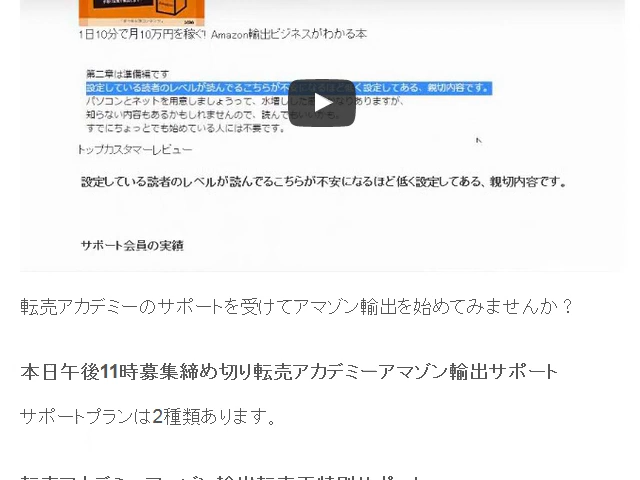 1日10分で月10万円を稼ぐ! Amazon輸出ビジネスがわかる本
第二章は準備編です
設定している読者のレベルが読んでるこちらが不安になるほど低く設定してある、親切内容です。
パソコンとネットを用意しましょうって、水増しした
ありますが、
知らない内容もあるかもしれませんので、読んで
すでにちょっとでも始めている人には不要です。
トップカスタマーレビュー
設定している読者のレベルが読んでるこちらが不安になるほど低く設定してある、親切内容です。
サポート会員の実績
転売アカデミーのサポートを受けてアマゾン輸出を始めてみませんか？
本日午後11時募集締め切り転売アカデミーアマゾン輸出サポート
サポートプランは2種類あります。